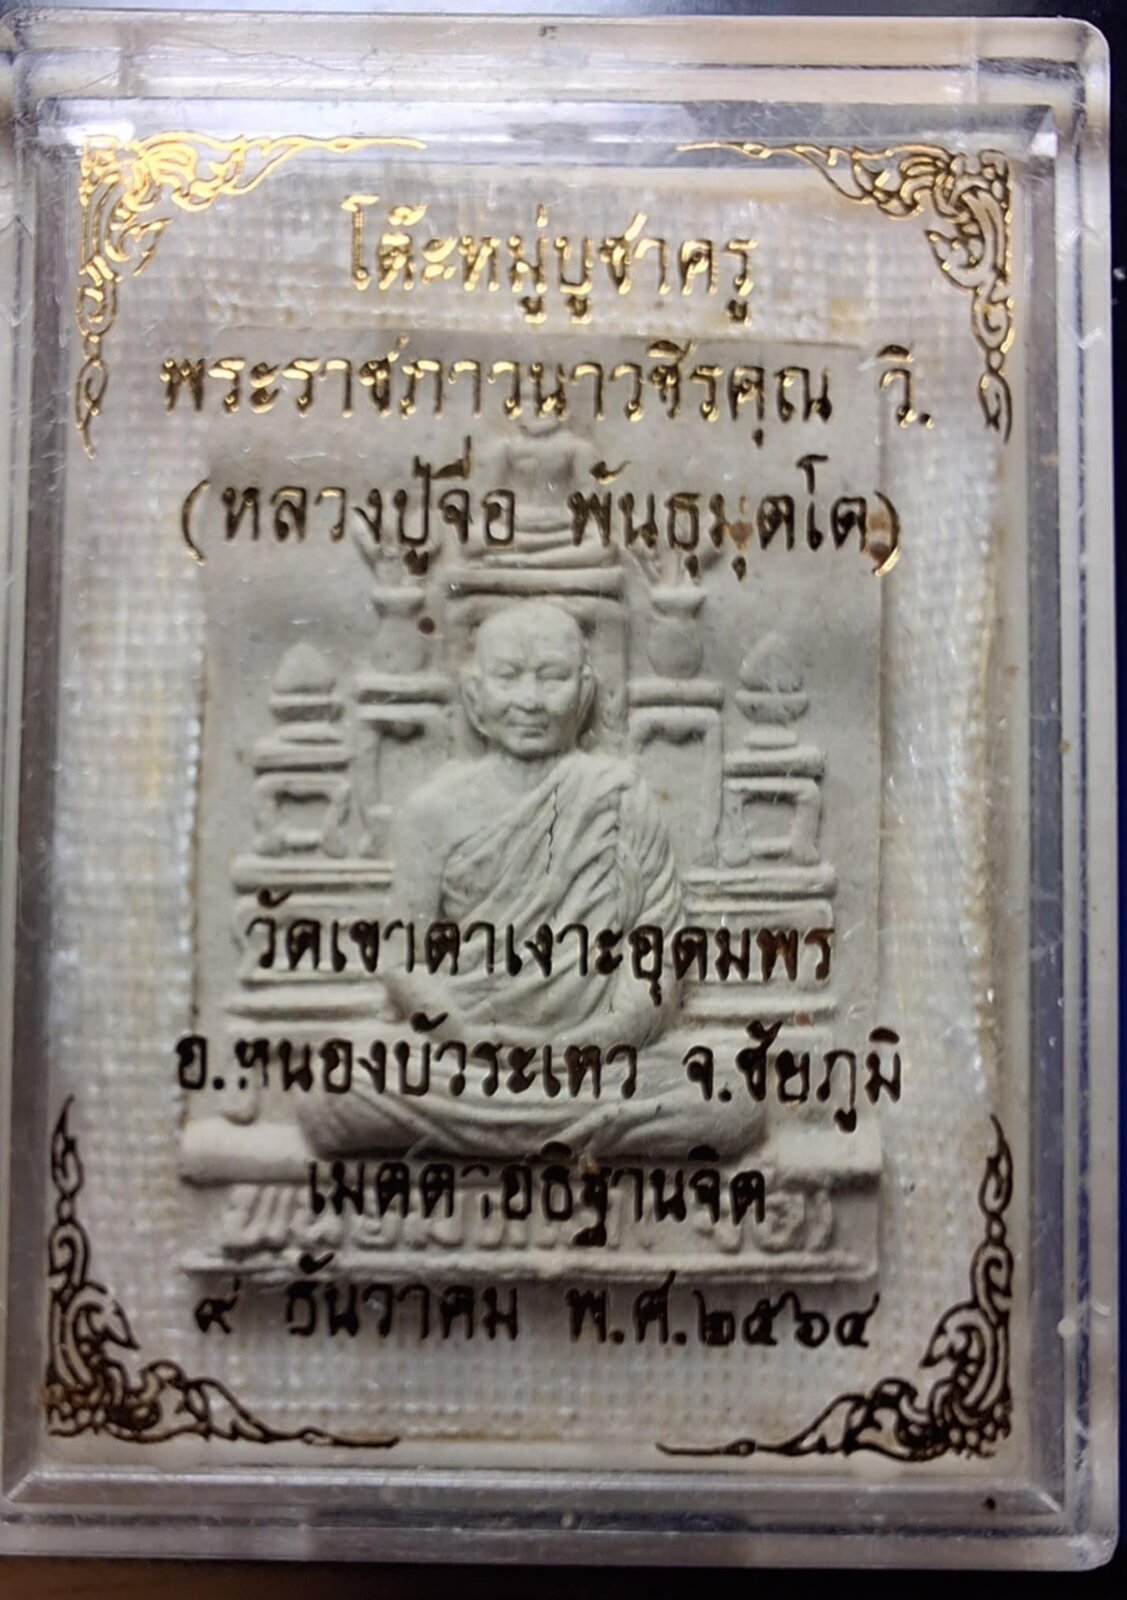 โต๊ะหมู่บูชาครู
พระราชภาวนาวชีรคุณ วิ.
(หลวงปู่จื่อ พันธมุตโต)
วัดเขาตาเงาะอุดมพร
อ.หนองบัวระเหว จ.ชัยภูมิ
เมตตาอธิฐานจิต
๙ ธันวาคม พ.ศ.๒๕๖๔